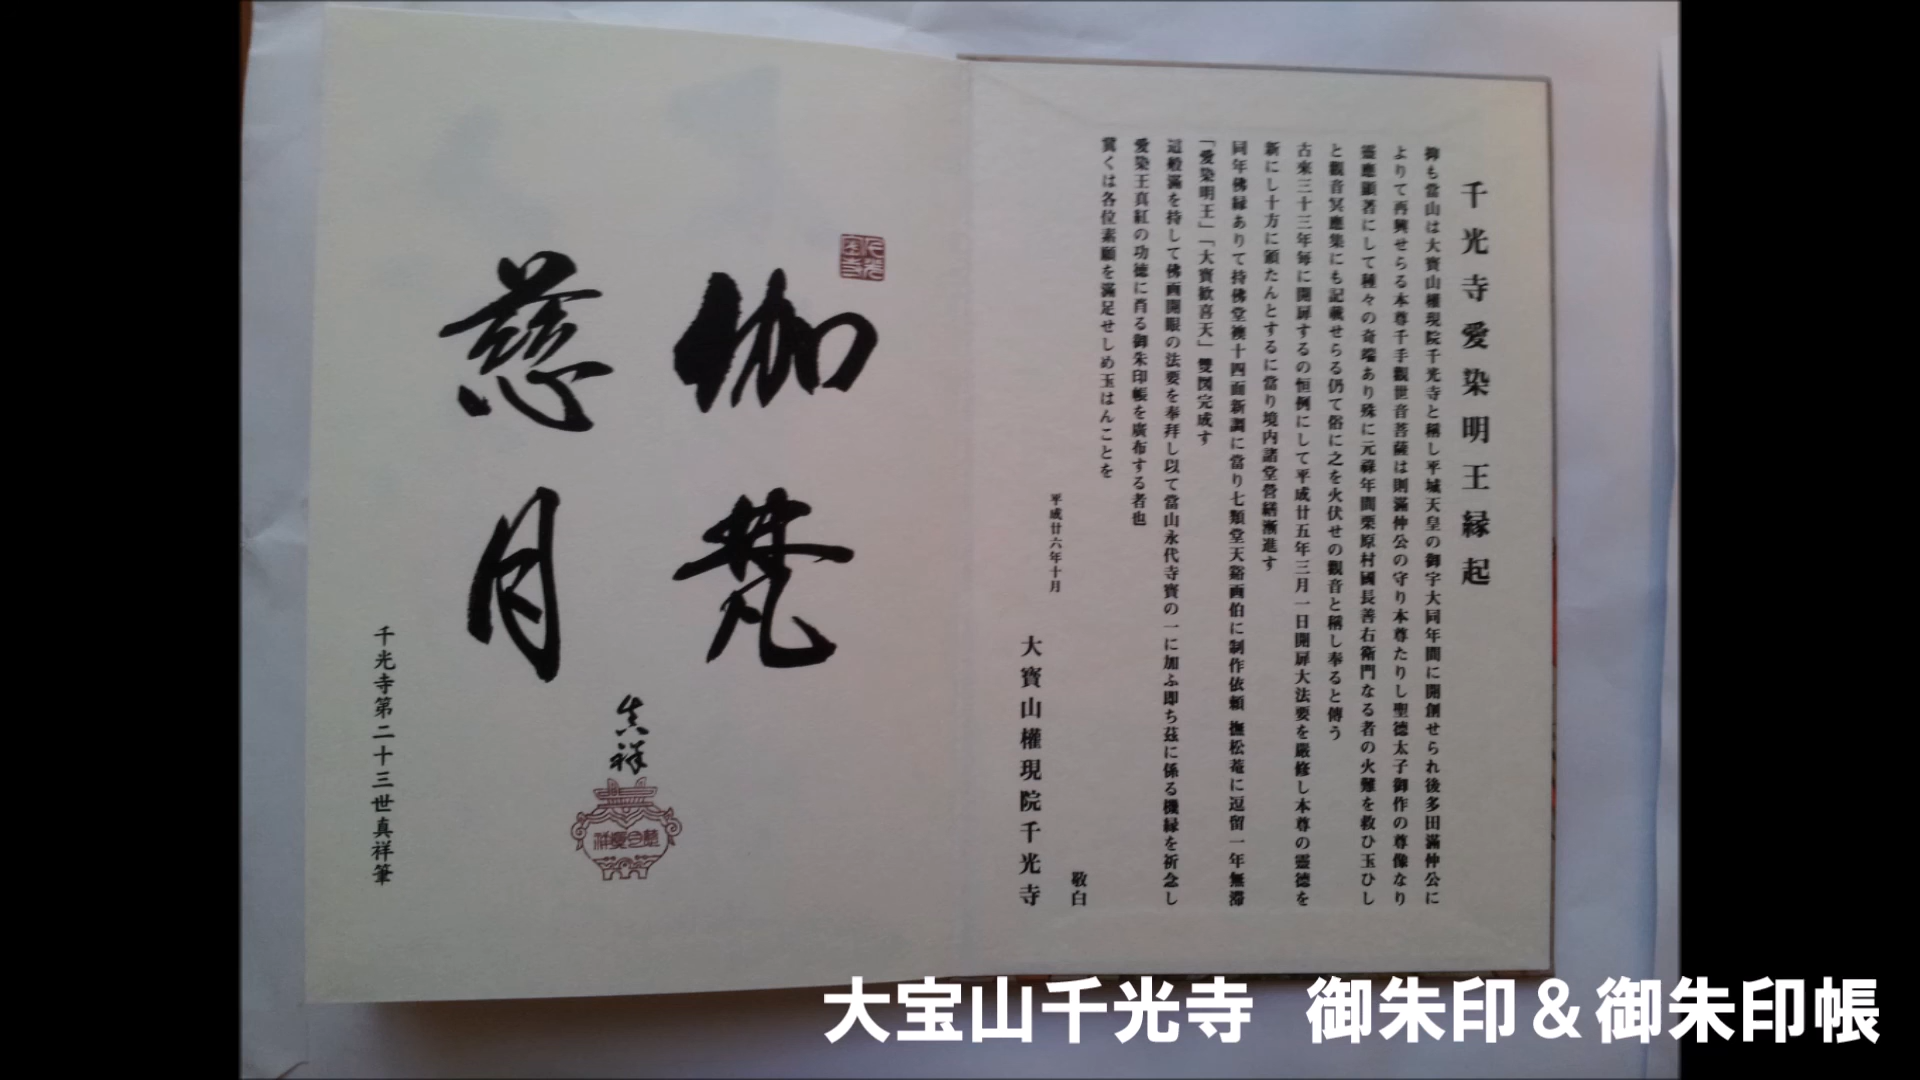 千光寺愛染明王縁起
抑も當山は大寳山權現院千光寺と稱し平城天皇の御宇大同年間に開創せられ後多田滿仲公に
よりて再興せらる本尊千手觀世音菩薩は則滿仲公の守り本尊たりし聖德太子御作の尊像なり
靈應顯著にして種々の奇端あり殊に元祿年間栗原村國長善右衛門なる者の火難を救ひ玉ひし
と觀音冥應集にも記載せらる仍て俗に之を火伏せの觀音と稱し奉ると傳う
古來三十三年每に開扉するの恒例にして平成廿五年三月一日開扉大法要を嚴修し本尊の靈德を
新にし十方に頒たんとするに當り境内諸堂營繕漸進す
同年佛緣ありて持佛堂襖十四面新調に當り七類堂天谿画伯に制作依頼 撫松菴に逗留一年無滯
「愛染明王」「大寳歓喜天」雙図完成す
這般滿を持して佛画開眼の法要を奉拜し以て當山永代寺寳の一に加ふ即ち茲に係る機緣を祈念し
愛染王真紅の功德に肖る御朱印帳を廣布する者也
冀くは各位素願を滿足せしめ玉はんことを
敬白
平成廿六年十月
大寳山權現院千光寺
伽梵
慈月
真祥
千光寺第二十三世真祥筆
大宝山千光寺　御朱印＆御朱印帳